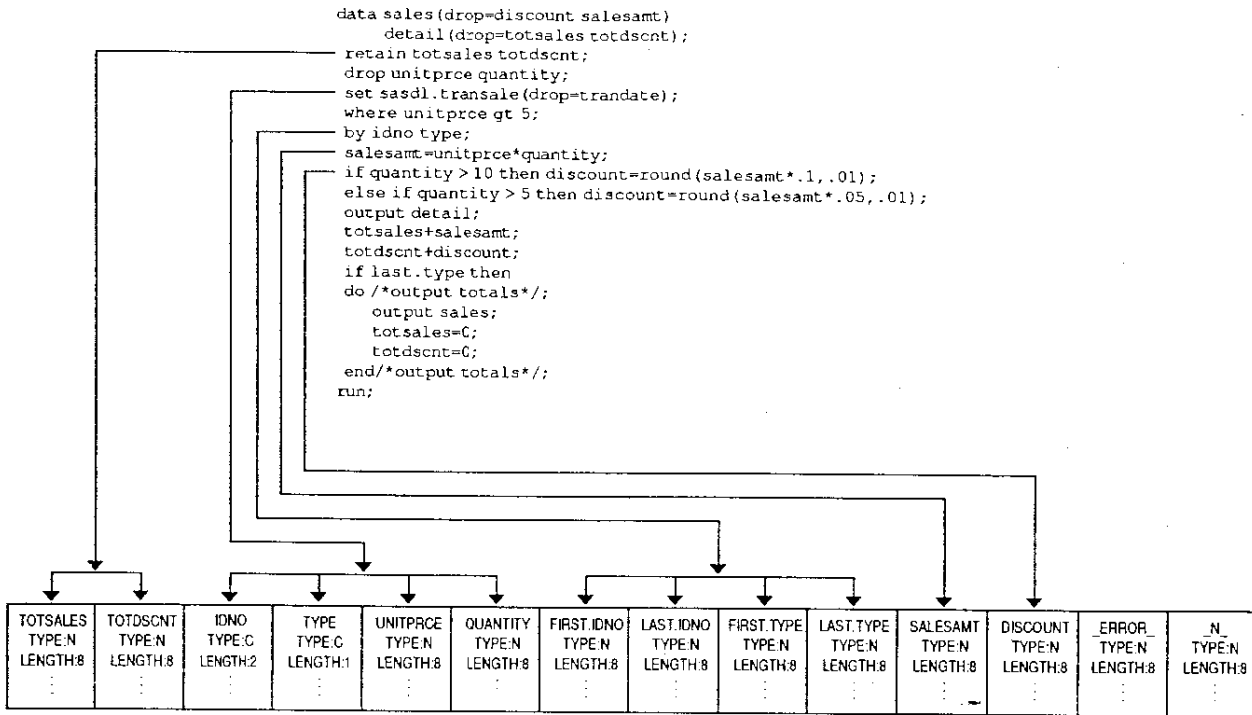 data sales(drop=discount salesamt)
detail(drop=totsales totdscnt);
retain totsales totdscnt;
drop unitprce quantity;
set sasdl.transale(drop=trandate);
where unitprce gt 5;
by idno type;
salesamt=unitprce*quantity;
if quantity > 10 then discount=round(salesamt*.1,.01);
else if quantity > 5 then discount=round(salesamt*.05,.01);
output detail;
totsales+salesamt;
totdscnt+discount;
if last.type then
do /*output totals*/;
output sales;
totsales=0;
totdscnt=0;
end/*output totals*/;
run;
TOTSALES TOTDSCNT IDNO TYPE UNITPRCE QUANTITY FIRST.IDNO LAST.IDNO FIRST.TYPE LAST.TYPE SALESAMT DISCOUNT _ERROR_ _N_
TYPE:N TYPE:N TYPE:C TYPE:C TYPE:N TYPE:N TYPE:N TYPE:N TYPE:N TYPE:N TYPE:N TYPE:N TYPE:N TYPE:N
LENGTH:8 LENGTH:8 LENGTH:2 LENGTH:1 LENGTH:8 LENGTH:8 LENGTH:8 LENGTH:8 LENGTH:8 LENGTH:8 LENGTH:8 LENGTH:8 LENGTH:8 LENGTH:8